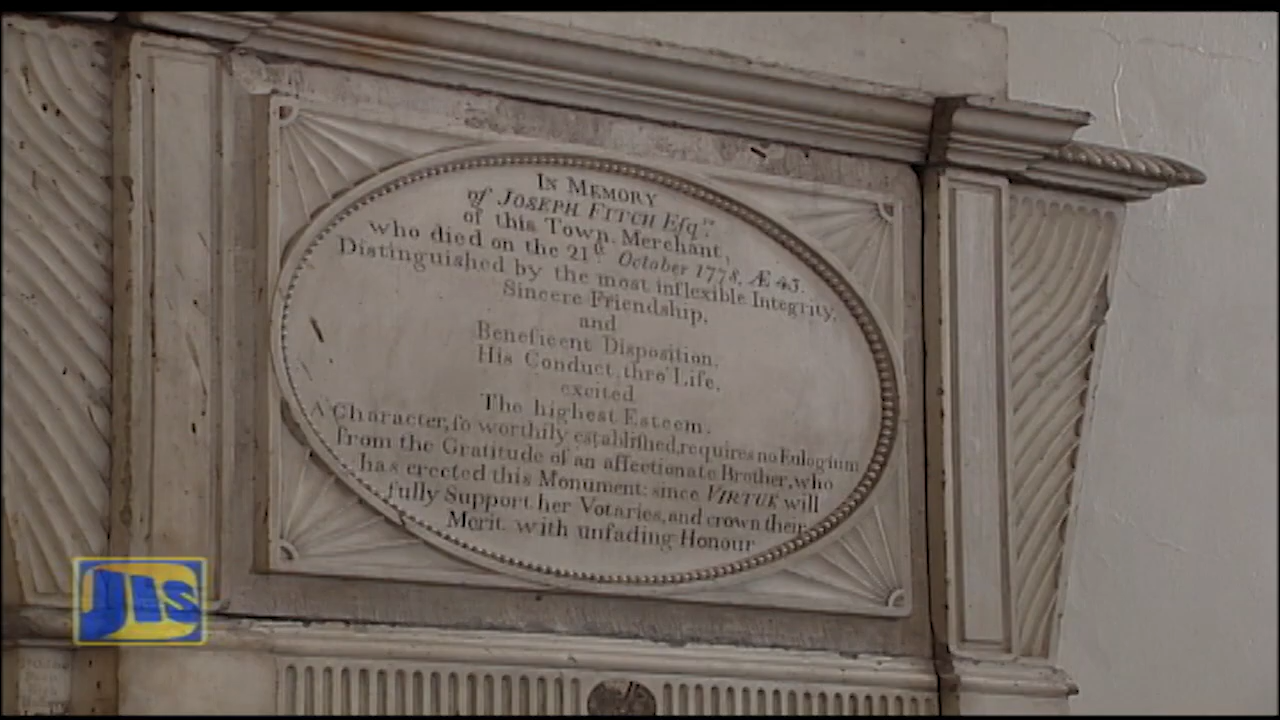 IN MEMORY
of JOSEPH FITCH Esqre.
of this Town. Merchant,
who died on the 21st. October 1778. Æ 43.
Distinguished by the most inflexible Integrity,
Sincere Friendship,
and
Beneficent Disposition,
His Conduct, thro' Life,
excited
The highest Esteem.
A Character, ſo worthily eſtabliſhed, requires no Eulogium
from the Gratitude of an affectionate Brother, who
has erected this Monument: since VIRTUE will
fully Support her Votaries, and crown their
Merit with unfading Honour
JIS